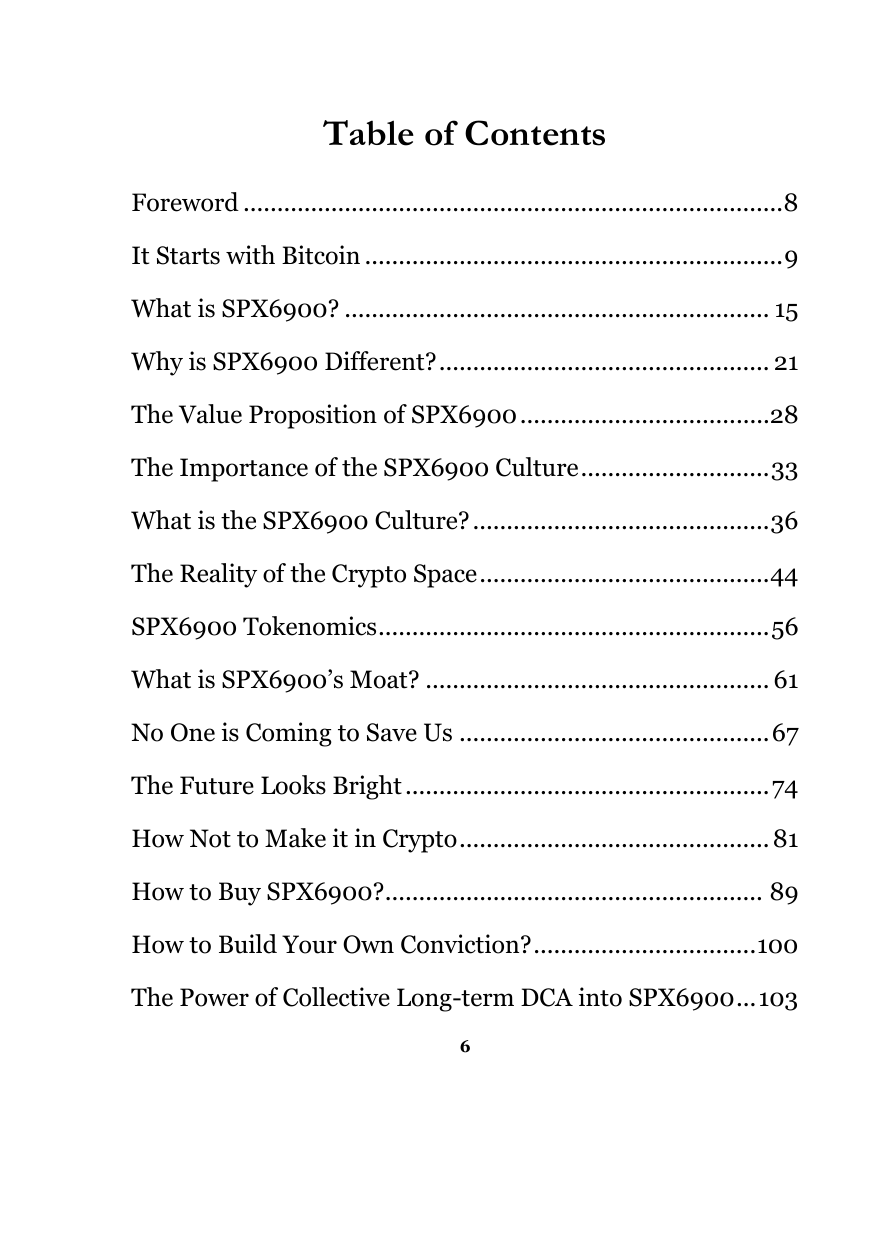 Table of Contents
Foreword ................................................................................8
It Starts with Bitcoin ..............................................................9
What is SPX6900? ............................................................... 15
Why is SPX6900 Different?................................................. 21
The Value Proposition of SPX6900.....................................28
The Importance of the SPX6900 Culture............................33
What is the SPX6900 Culture?............................................36
The Reality of the Crypto Space...........................................44
SPX6900 Tokenomics..........................................................56
What is SPX6900’s Moat? ................................................... 61
No One is Coming to Save Us ..............................................67
The Future Looks Bright......................................................74
How Not to Make it in Crypto.............................................. 81
How to Buy SPX6900?........................................................ 89
How to Build Your Own Conviction?.................................100
The Power of Collective Long-term DCA into SPX6900...103
6